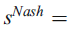 s^Nash =